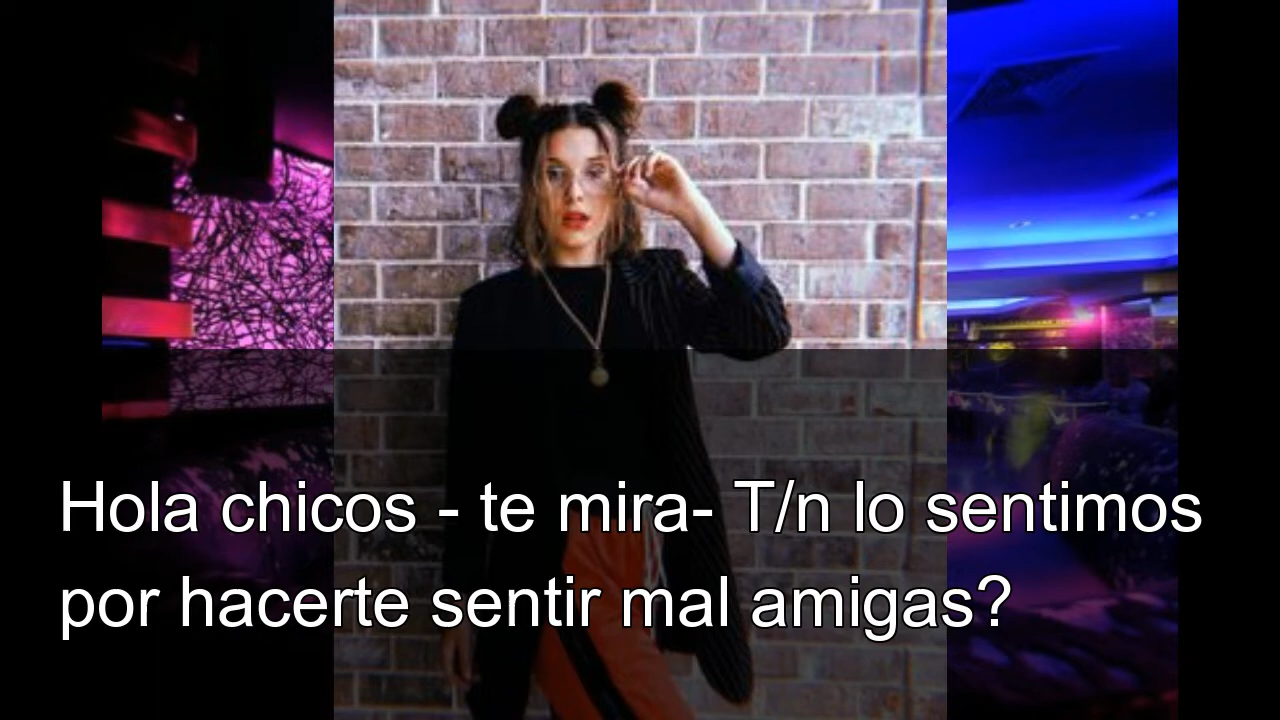 Hola chicos - te mira- T/n lo sentimos
por hacerte sentir mal amigas?